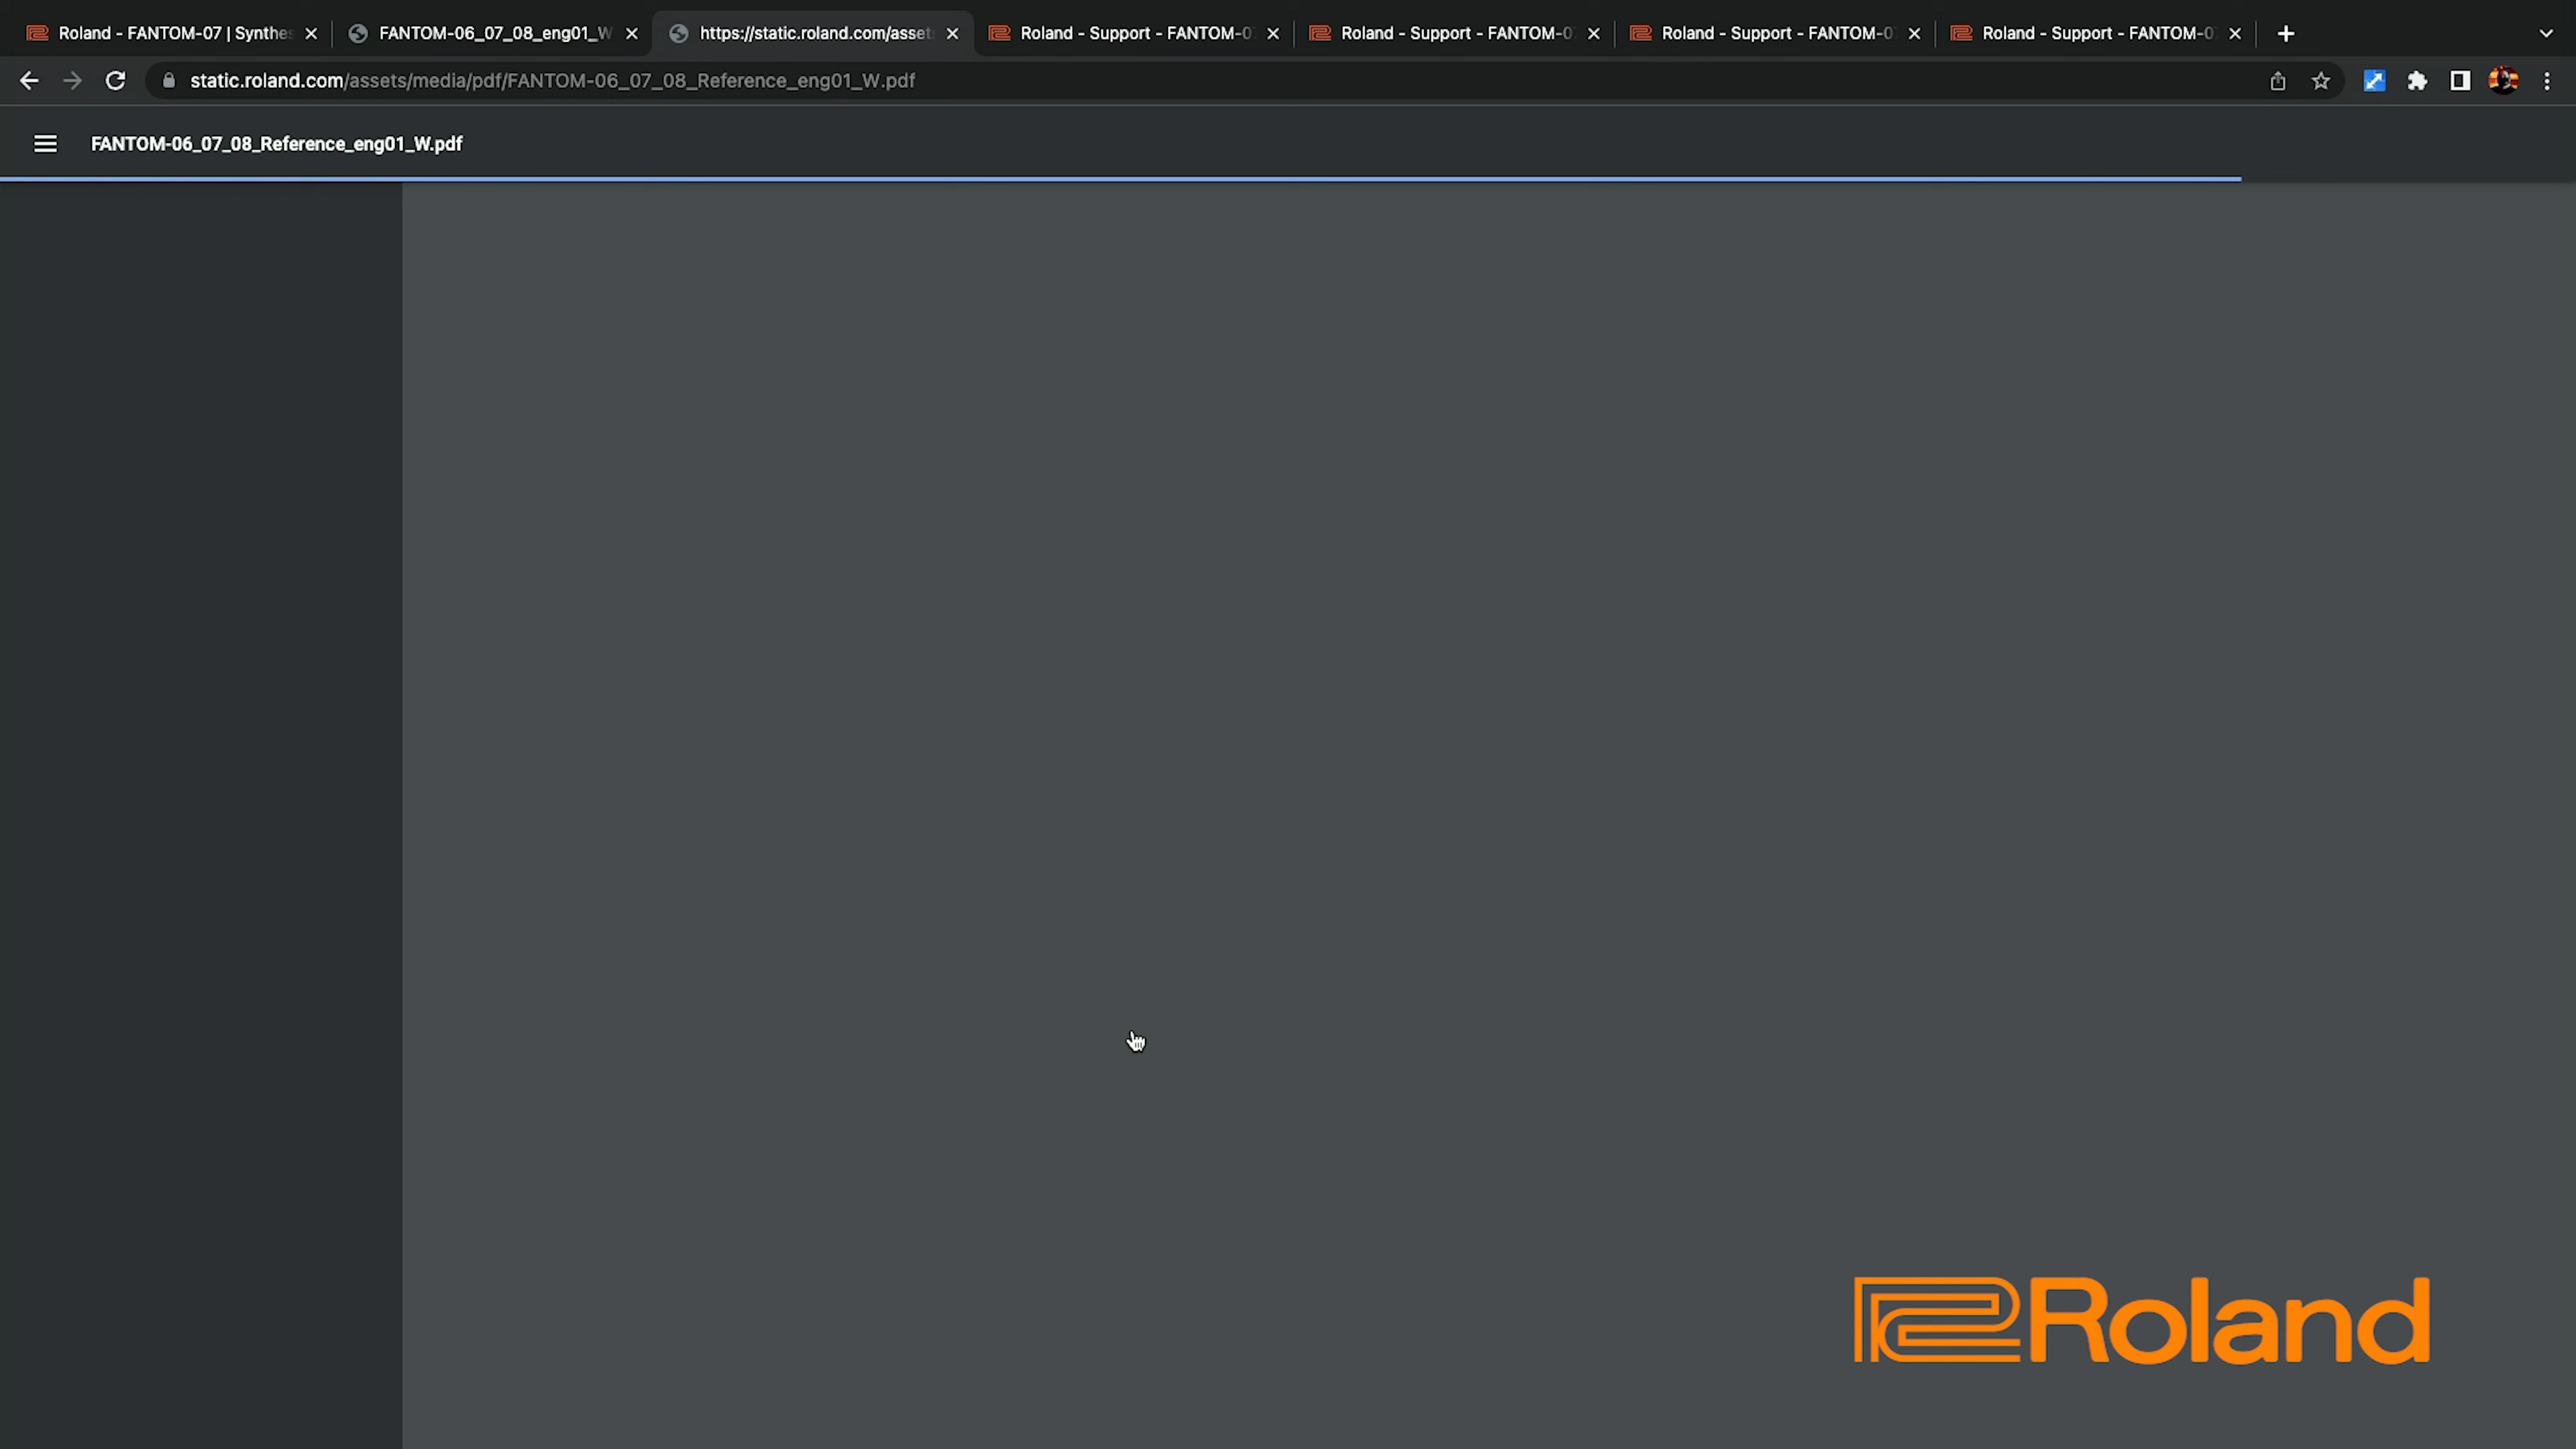 Roland - FANTOM-07 | Synthes
FANTOM-06_07_08_eng01_W
https://static.roland.com/asset
Roland - Support - FANTOM-0
Roland - Support - FANTOM-0
Roland - Support - FANTOM-0
Roland - Support - FANTOM-0
static.roland.com/assets/media/pdf/FANTOM-06_07_08_Reference_eng01_W.pdf
FANTOM-06_07_08_Reference_eng01_W.pdf
Roland